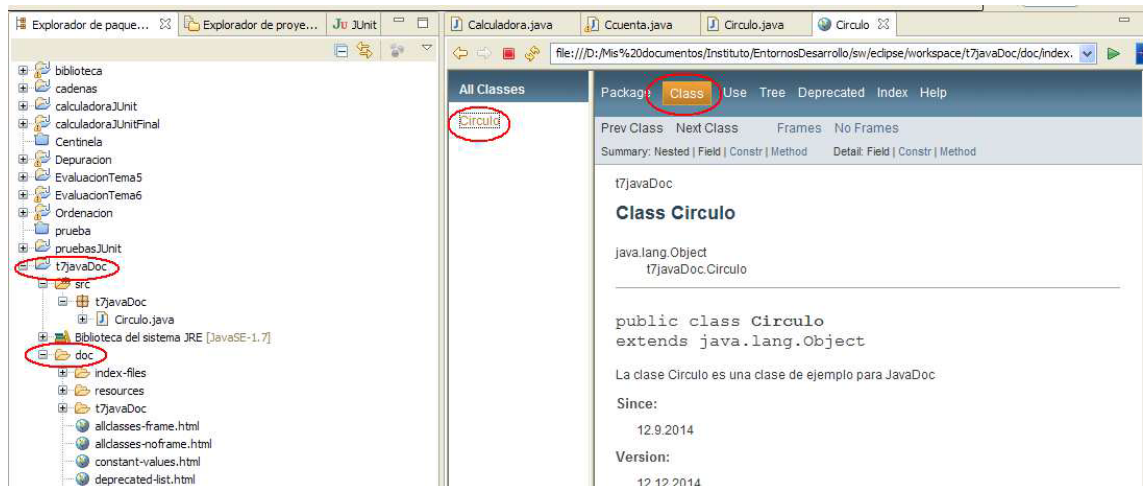 Explorador de paque... Explorador de proye... JUnit
Calculadora.java Ccuenta.java Circulo.java Circulo
file:///D:/Mis%20documentos/Instituto/EntornosDesarrollo/sw/eclipse/workspace/t7javaDoc/doc/index.
biblioteca
cadenas
calculadoraJUnit
calculadoraJUnitFinal
Centinela
Depuracion
EvaluacionTema5
EvaluacionTema6
Ordenacion
prueba
pruebasJUnit
t7javaDoc
src
t7javaDoc
Circulo.java
Biblioteca del sistema JRE [JavaSE-1.7]
doc
index-files
resources
t7javaDoc
allclasses-frame.html
allclasses-noframe.html
constant-values.html
deprecated-list.html
All Classes
Circulo
Package Class Use Tree Deprecated Index Help
Prev Class Next Class Frames No Frames
Summary: Nested | Field | Constr | Method Detail: Field | Constr | Method
t7javaDoc
Class Circulo
java.lang.Object
t7javaDoc.Circulo
public class Circulo
extends java.lang.Object
La clase Circulo es una clase de ejemplo para JavaDoc
Since:
12.9.2014
Version:
12.12.2014